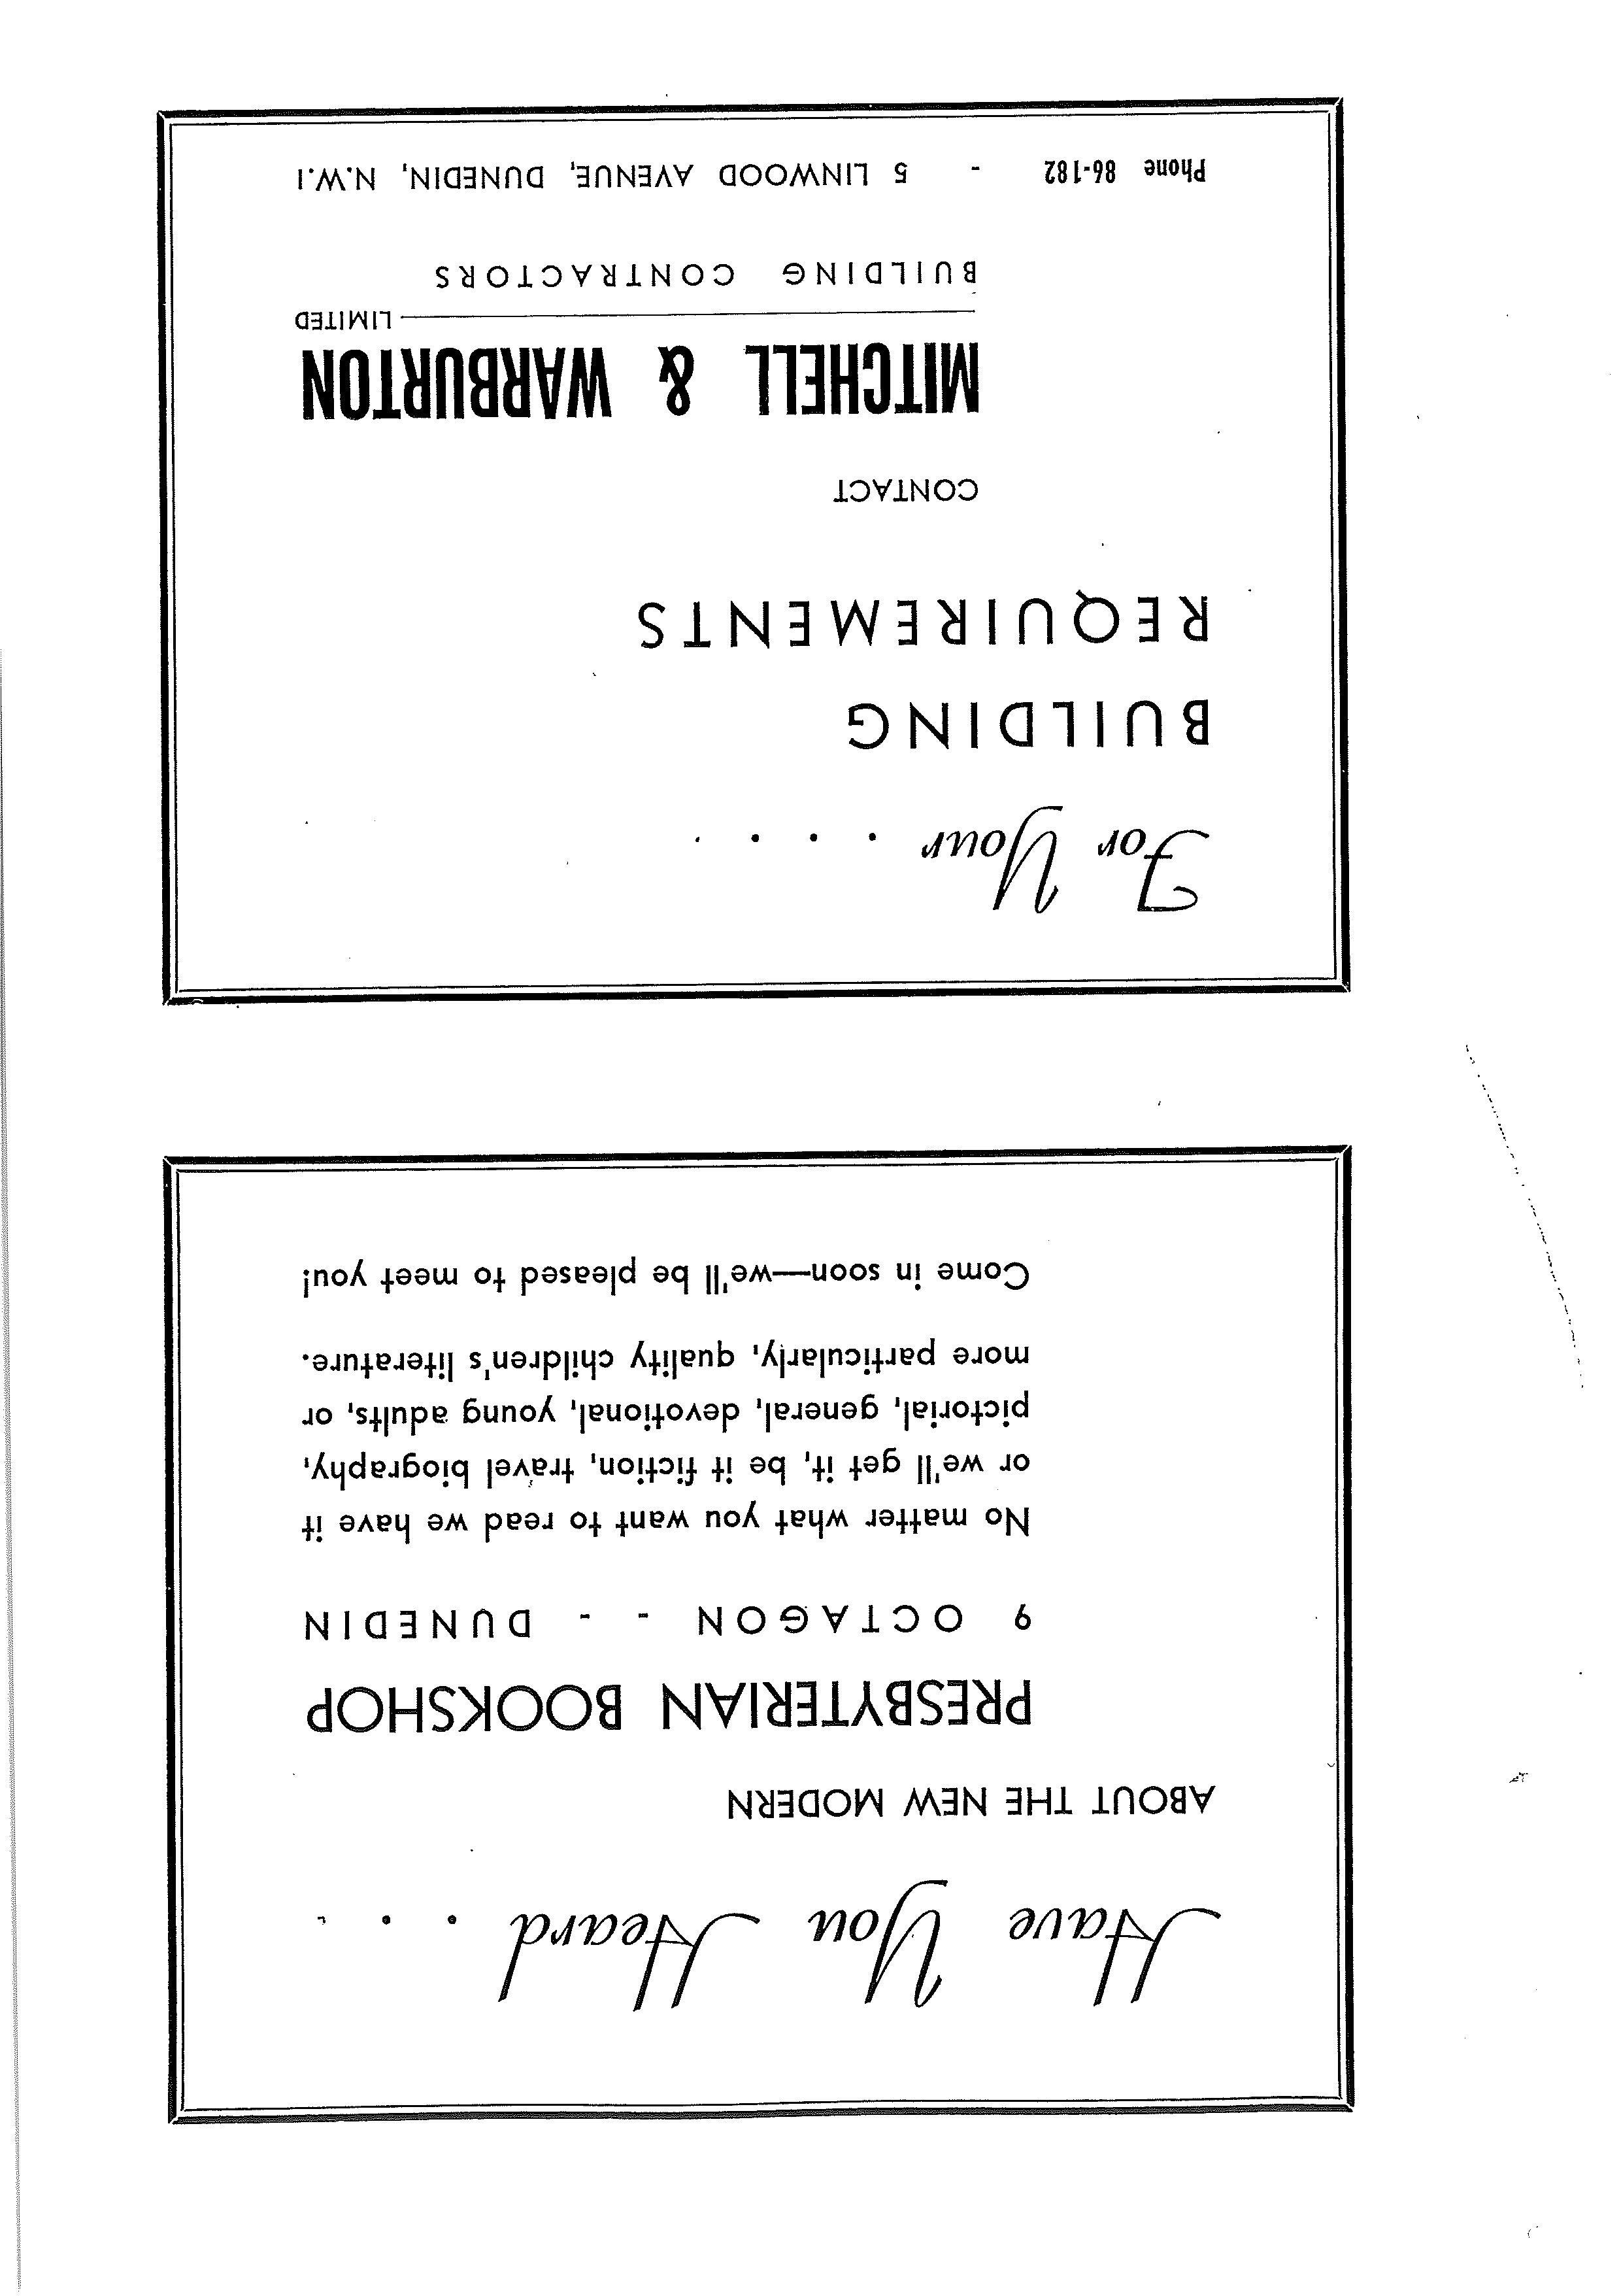 Have You Heard . . .
ABOUT THE NEW MODERN
PRESBYTERIAN BOOKSHOP
9 OCTAGON - - DUNEDIN
No matter what you want to read we have it
or we'll get it, be it fiction, travel biography,
pictorial, general, devotional, young adults, or
more particularly, quality children's literature.
Come in soon—we'll be pleased to meet you!
For Your . . . .
BUILDING
REQUIREMENTS
CONTACT
MITCHELL & WARBURTON
LIMITED
BUILDING CONTRACTORS
Phone 86-182 - 5 LINWOOD AVENUE, DUNEDIN, N.W.I